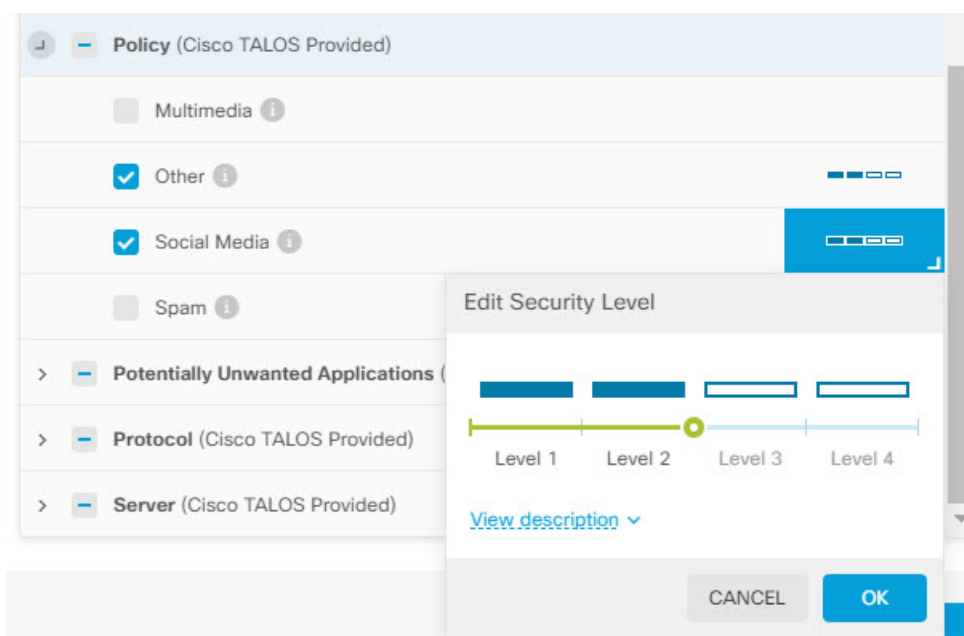 Policy (Cisco TALOS Provided)
Multimedia
Other
Social Media
Spam
Edit Security Level
Potentially Unwanted Applications (
Protocol (Cisco TALOS Provided)
Server (Cisco TALOS Provided)
Level 1 Level 2 Level 3 Level 4
View description
CANCEL OK